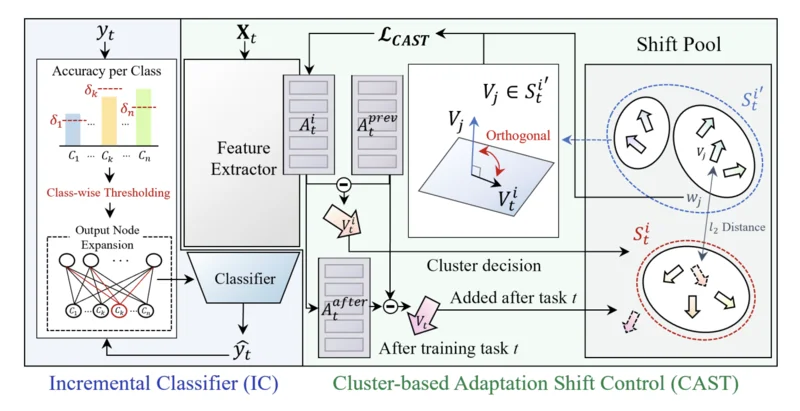 y_t
Accuracy per Class
δ_1
δ_k
δ_n
...
...
C_1 ... C_k ... C_n
Class-wise Thresholding
Output Node
Expansion
. . .
C_1 ... C_k C_k ... C_n
X_t
Feature
Extractor
Classifier
ŷ_t
𝓛_CAST
A_t^i
A_t^prev
V_t^i
A_t^after
V_t
V_j ∈ S_t^i′
V_j
Orthogonal
V_t^i
Cluster decision
Added after task t
After training task t
Shift Pool
S_t^i′
V_j
w_j
l_2 Distance
S_t^i
Incremental Classifier (IC)
Cluster-based Adaptation Shift Control (CAST)